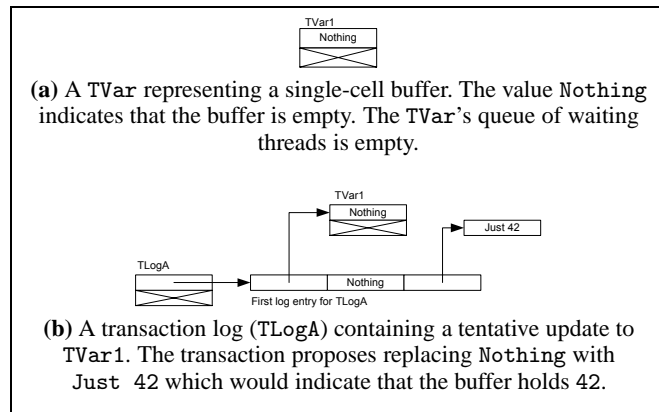 TVar1
Nothing
(a) A TVar representing a single-cell buffer. The value Nothing
indicates that the buffer is empty. The TVar's queue of waiting
threads is empty.
TVar1
Nothing
Just 42
TLogA
Nothing
First log entry for TLogA
(b) A transaction log (TLogA) containing a tentative update to
TVar1. The transaction proposes replacing Nothing with
Just 42 which would indicate that the buffer holds 42.